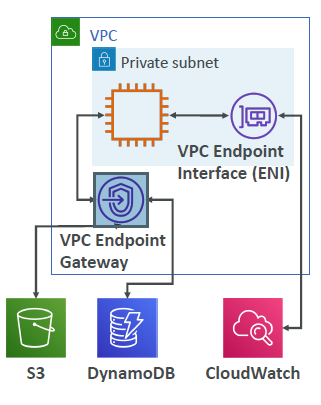 VPC
Private subnet
VPC Endpoint
Interface (ENI)
VPC Endpoint
Gateway
S3
DynamoDB
CloudWatch